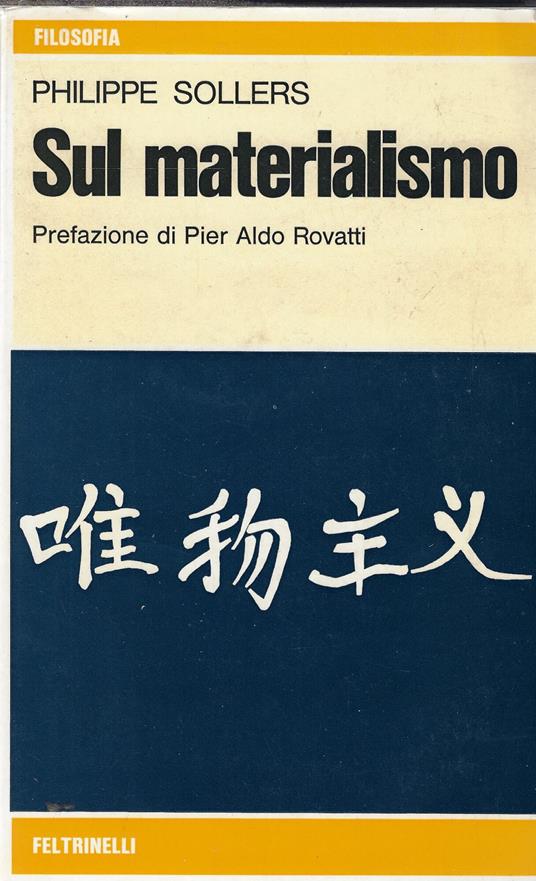 FILOSOFIA
PHILIPPE SOLLERS
Sul materialismo
Prefazione di Pier Aldo Rovatti
唯物主义
FELTRINELLI